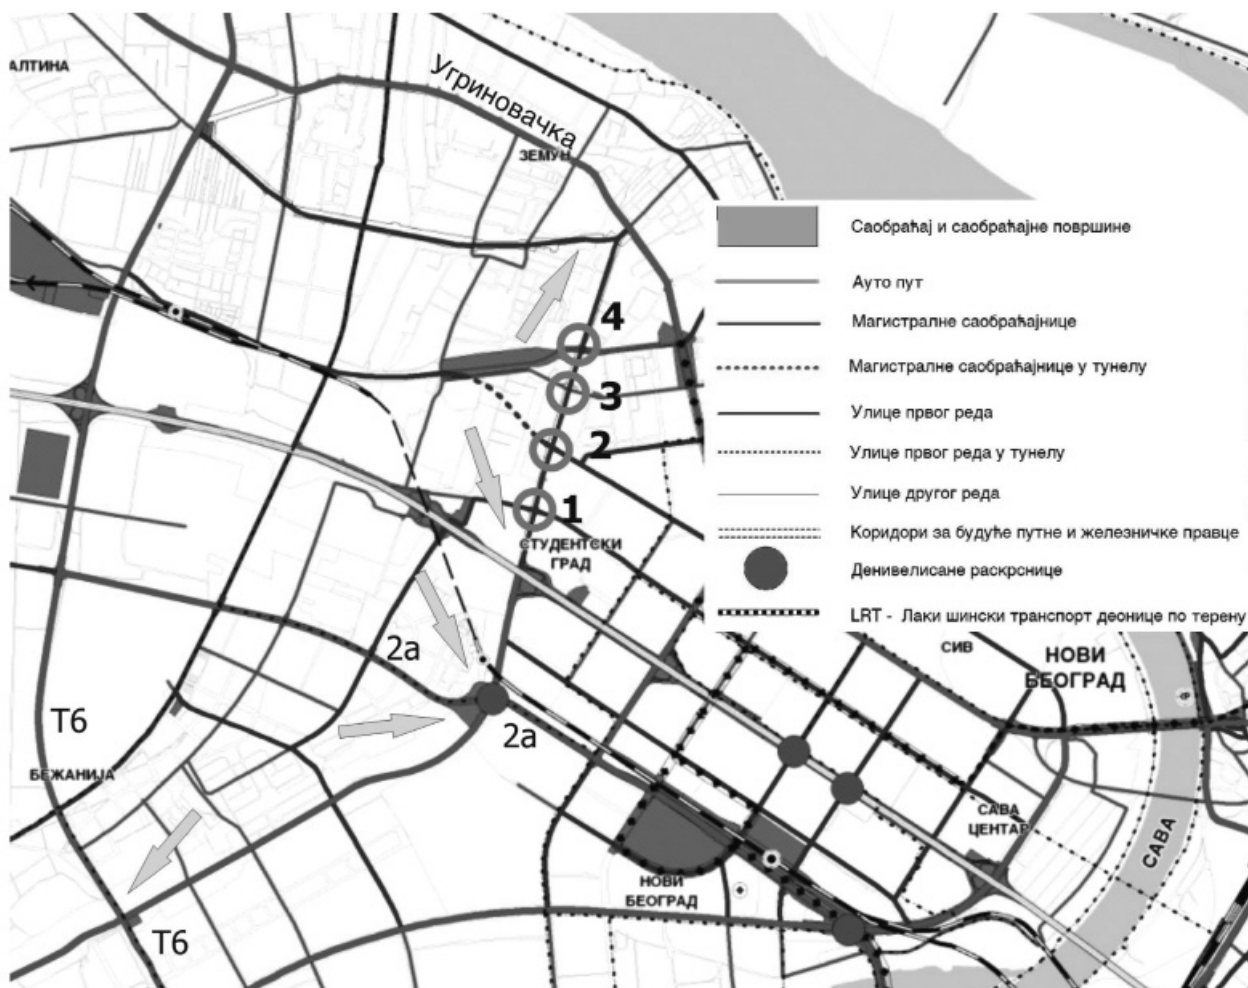 АЛТИНА
Угриновачка
ЗЕМУН
Саобраћај и саобраћајне површине
Ауто пут
Магистралне саобраћајнице
Магистралне саобраћајнице у тунелу
Улице првог реда
Улице првог реда у тунелу
Улице другог реда
Коридори за будуће путне и железничке правце
Денивелисане раскрснице
LRT - Лаки шински транспорт деонице по терену
4
3
2
1
СТУДЕНТСКИ
ГРАД
2а
СИВ
НОВИ
БЕОГРАД
Т6
2а
БЕЖАНИЈА
САВА
ЦЕНТАР
САВА
НОВИ
БЕОГРАД
Т6